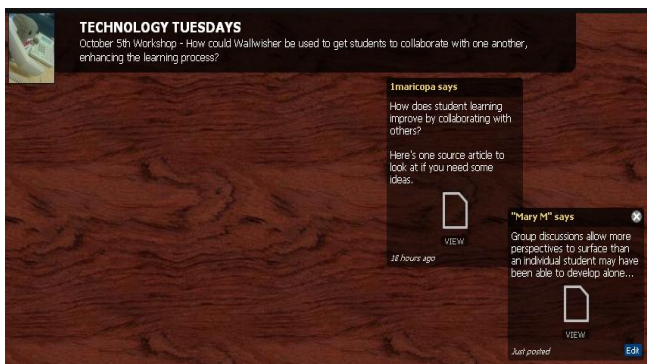 TECHNOLOGY TUESDAYS
October 5th Workshop - How could Wallwisher be used to get students to collaborate with one another,
enhancing the learning process?
1maricopa says
How does student learning
improve by collaborating with
others?
Here's one source article to
look at if you need some
ideas.
VIEW
18 hours ago
"Mary M" says
Group discussions allow more
perspectives to surface than
an individual student may have
been able to develop alone...
VIEW
Just posted
Edit